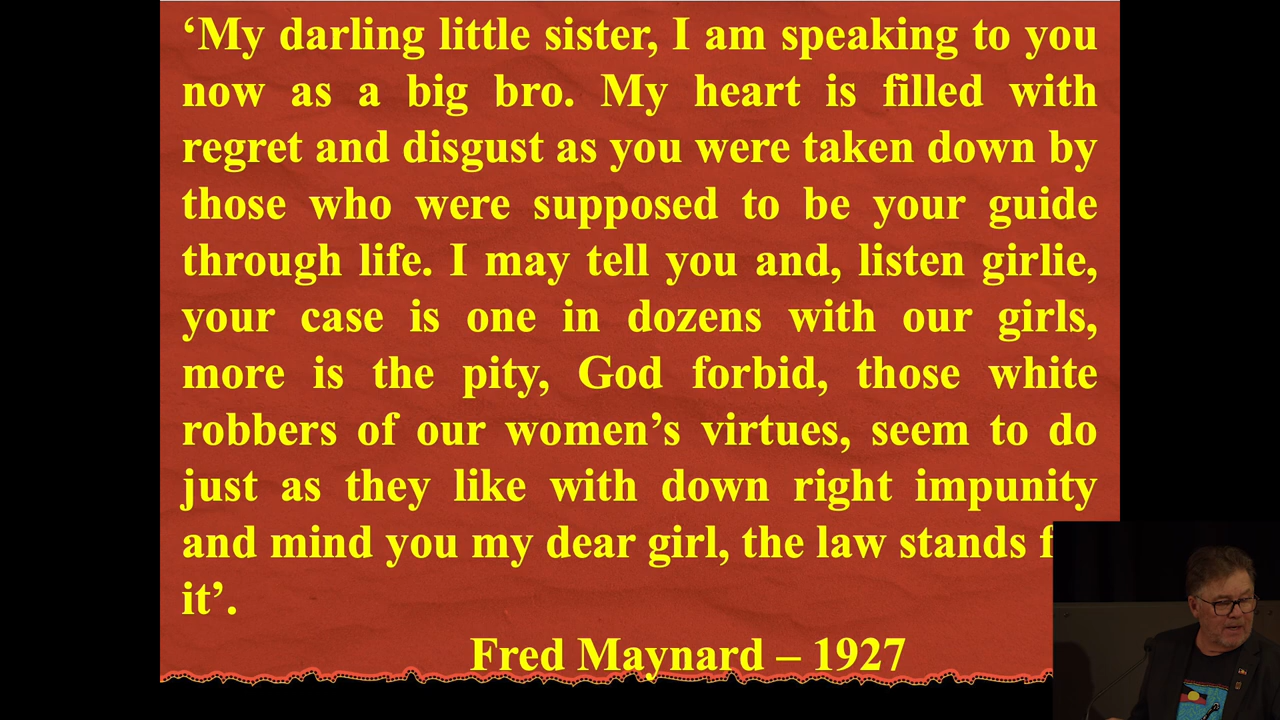 ‘My darling little sister, I am speaking to you
now as a big bro. My heart is filled with
regret and disgust as you were taken down by
those who were supposed to be your guide
through life. I may tell you and, listen girlie,
your case is one in dozens with our girls,
more is the pity, God forbid, those white
robbers of our women’s virtues, seem to do
just as they like with down right impunity
and mind you my dear girl, the law stands
it’.
Fred Maynard – 1927